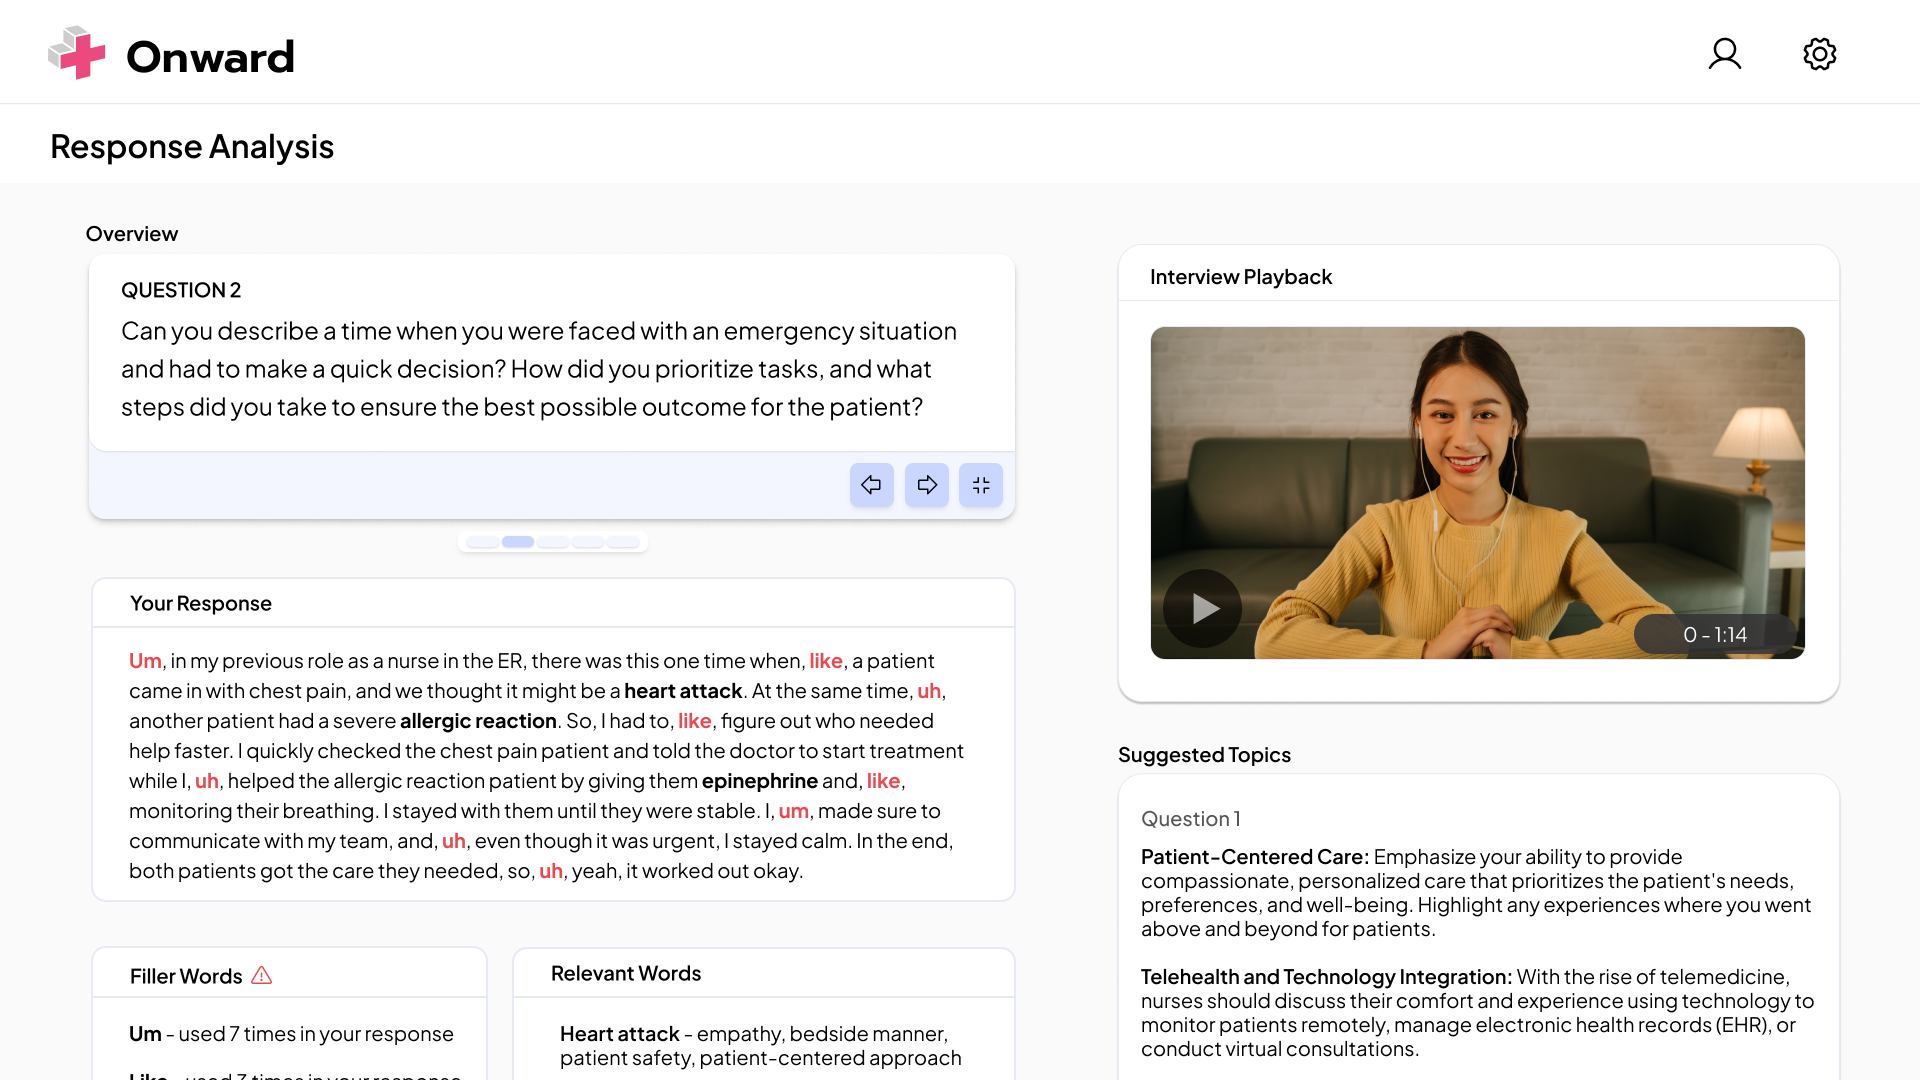 Onward
Response Analysis
Overview
QUESTION 2
Can you describe a time when you were faced with an emergency situation
and had to make a quick decision? How did you prioritize tasks, and what
steps did you take to ensure the best possible outcome for the patient?
Your Response
Um, in my previous role as a nurse in the ER, there was this one time when, like, a patient
came in with chest pain, and we thought it might be a heart attack. At the same time, uh,
another patient had a severe allergic reaction. So, I had to, like, figure out who needed
help faster. I quickly checked the chest pain patient and told the doctor to start treatment
while I, uh, helped the allergic reaction patient by giving them epinephrine and, like,
monitoring their breathing. I stayed with them until they were stable. I, um, made sure to
communicate with my team, and, uh, even though it was urgent, I stayed calm. In the end,
both patients got the care they needed, so, uh, yeah, it worked out okay.
Filler Words
Um - used 7 times in your response
Like - used 7 times in your response
Relevant Words
Heart attack - empathy, bedside manner,
patient safety, patient-centered approach
Interview Playback
0 - 1:14
Suggested Topics
Question 1
Patient-Centered Care: Emphasize your ability to provide
compassionate, personalized care that prioritizes the patient's needs,
preferences, and well-being. Highlight any experiences where you went
above and beyond for patients.
Telehealth and Technology Integration: With the rise of telemedicine,
nurses should discuss their comfort and experience using technology to
monitor patients remotely, manage electronic health records (EHR), or
conduct virtual consultations.